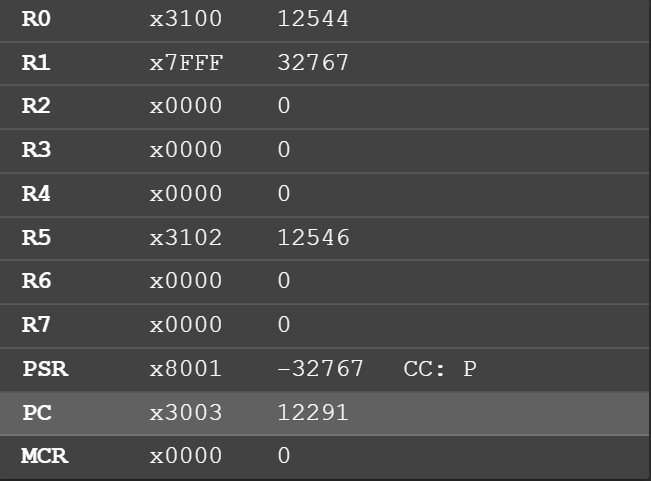 R0 x3100 12544
R1 x7FFF 32767
R2 x0000 0
R3 x0000 0
R4 x0000 0
R5 x3102 12546
R6 x0000 0
R7 x0000 0
PSR x8001 -32767 CC: P
PC x3003 12291
MCR x0000 0